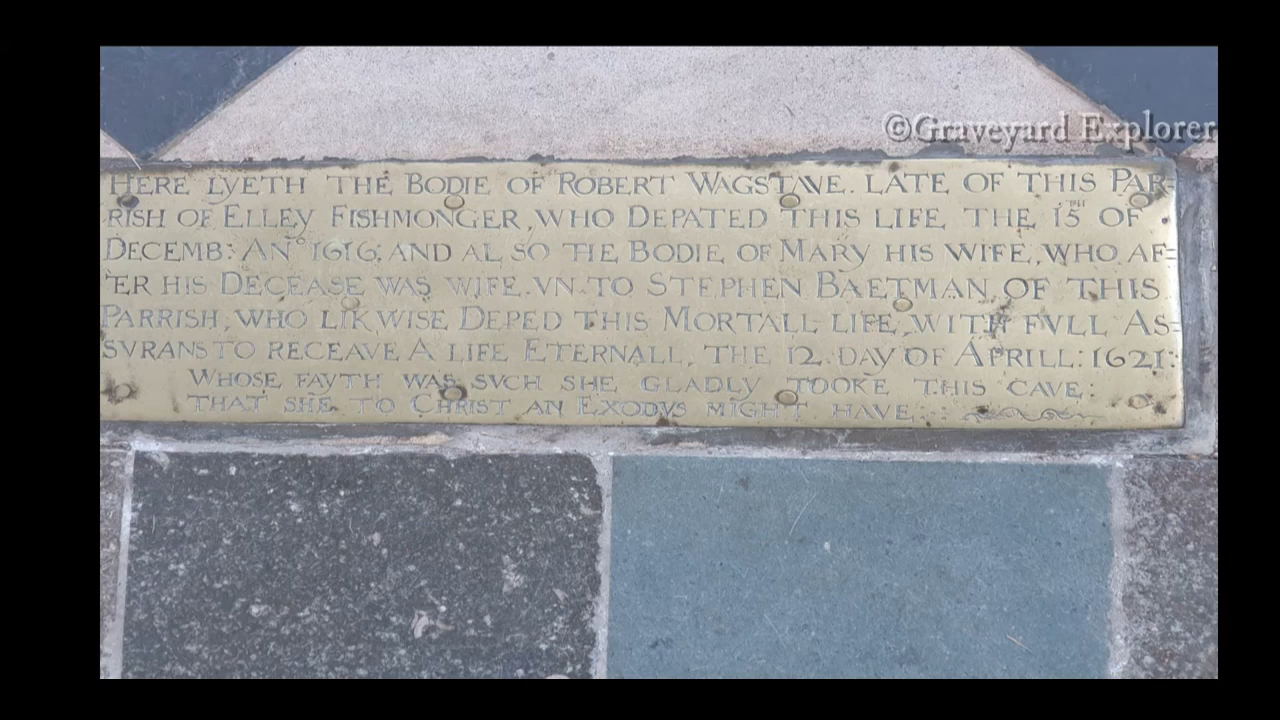 ©Graveyard Explorer
HERE LYETH THE BODIE OF ROBERT WAGSTAVE. LATE OF THIS PAR=
RISH OF ELLEY FISHMONGER, WHO DEPATED THIS LIFE THE 15TH OF
DECEMB: ANº 1616; AND AL SO THE BODIE OF MARY HIS WIFE, WHO AF=
TER HIS DECEASE WAS WIFE VN TO STEPHEN BAETMAN OF THIS
PARRISH, WHO LIKWISE DEPED THIS MORTALL LIFE, WITH FVLL AS=
SVRANS TO RECEAVE A LIFE ETERNALL, THE 12 DAY OF APRILL: 1621:
WHOSE FAYTH WAS SVCH SHE GLADLY TOOKE THIS CAVE:
THAT SHE TO CHRIST AN EXODVS MIGHT HAVE: